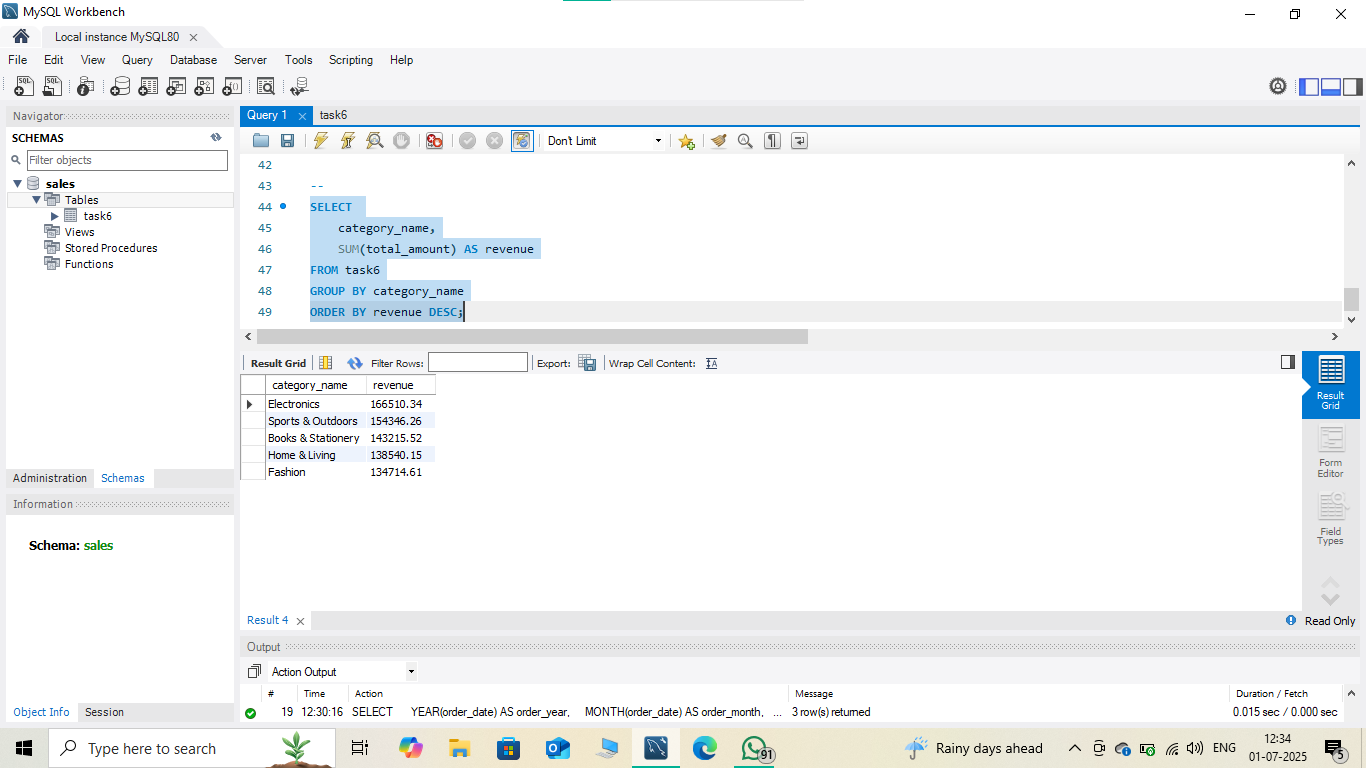 MySQL Workbench
Local instance MySQL80
File Edit View Query Database Server Tools Scripting Help
Navigator
SCHEMAS
Filter objects
sales
Tables
task6
Views
Stored Procedures
Functions
Administration Schemas
Information
Schema: sales
Object Info Session
Query 1 task6
Don't Limit
42
43 --
44 SELECT
45 category_name,
46 SUM(total_amount) AS revenue
47 FROM task6
48 GROUP BY category_name
49 ORDER BY revenue DESC;
Result Grid Filter Rows: Export: Wrap Cell Content:
category_name revenue
Electronics 166510.34
Sports & Outdoors 154346.26
Books & Stationery 143215.52
Home & Living 138540.15
Fashion 134714.61
Result
Grid
Form
Editor
Field
Types
Result 4 Read Only
Output
Action Output
# Time Action Message Duration / Fetch
19 12:30:16 SELECT YEAR(order_date) AS order_year, MONTH(order_date) AS order_month, ... 3 row(s) returned 0.015 sec / 0.000 sec
Type here to search
91
Rainy days ahead
ENG
12:34
01-07-2025
5